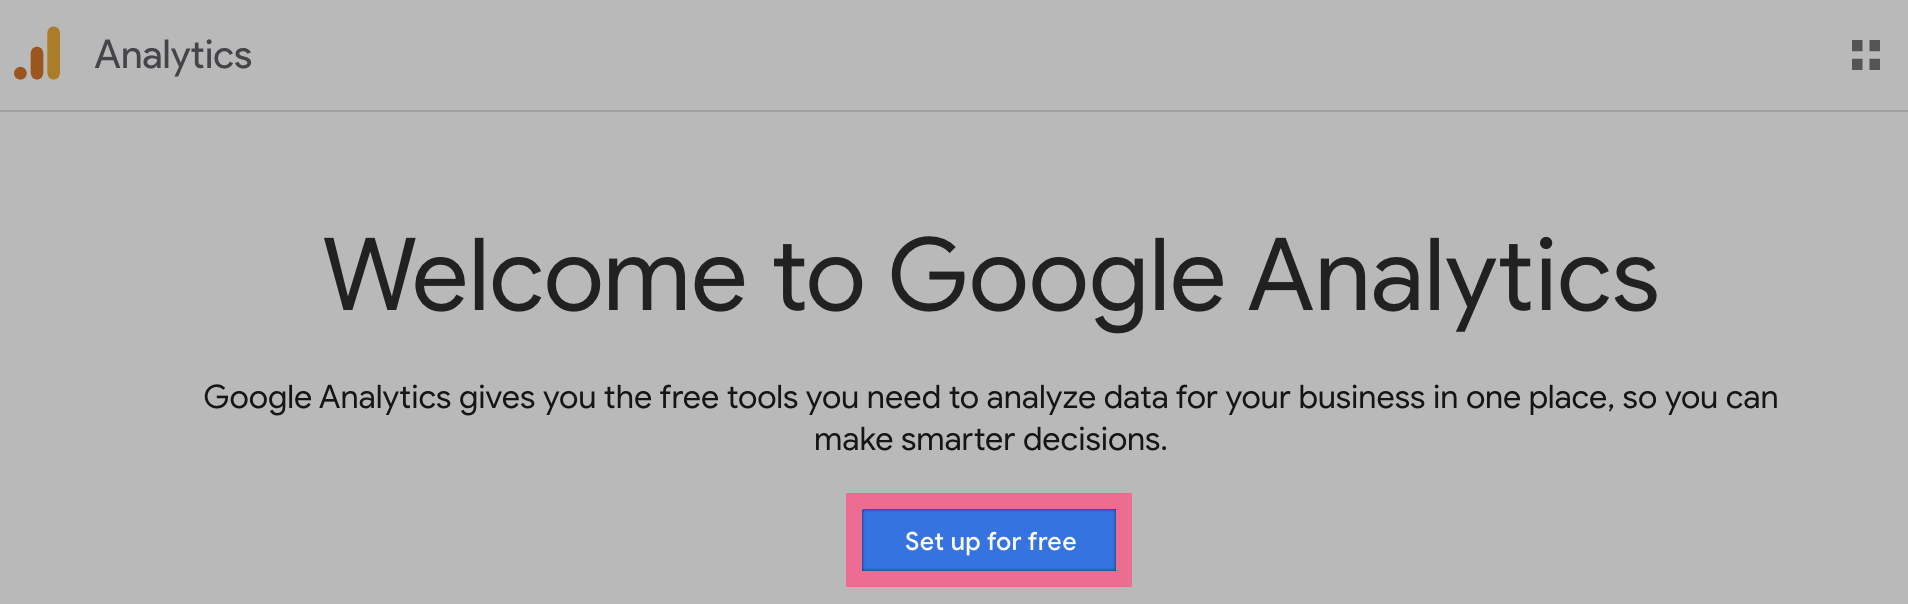 Analytics
Welcome to Google Analytics
Google Analytics gives you the free tools you need to analyze data for your business in one place, so you can
make smarter decisions.
Set up for free